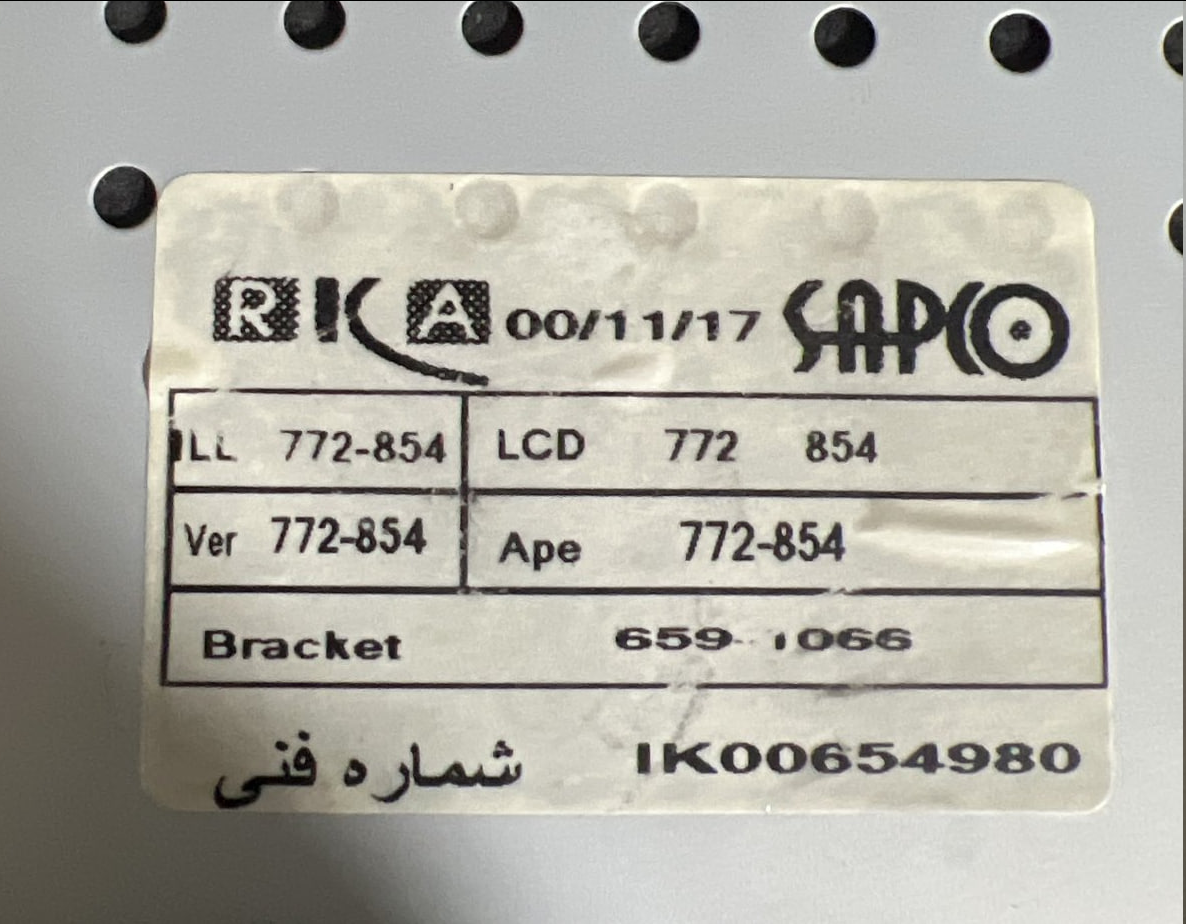 RKA 00/11/17 SAPCO
ILL 772-854 LCD 772 854
Ver 772-854 Ape 772-854
Bracket 659- 1066
شماره فنی IK00654980